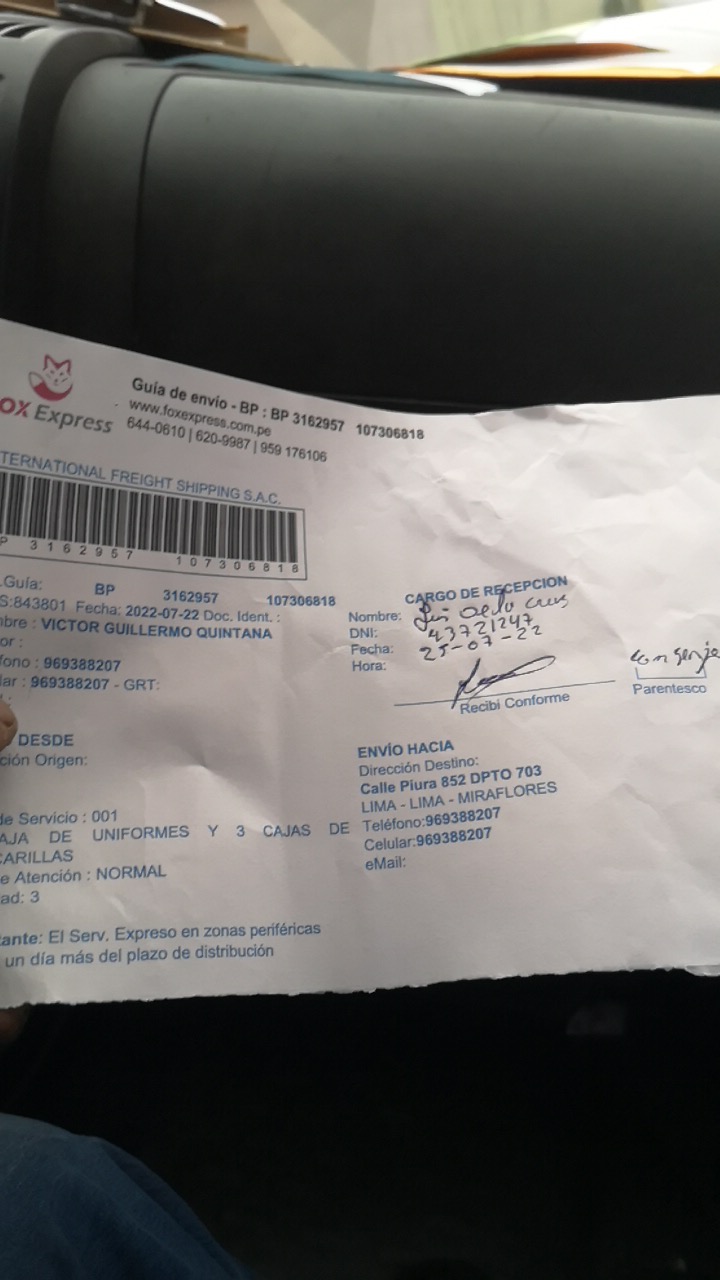 OX Express
Guía de envío - BP : BP 3162957 107306818
www.foxexpress.com.pe
644-0610 | 620-9987 | 959 176106
TERNATIONAL FREIGHT SHIPPING S.A.C.
P 3162957 107306818
.Guía: BP 3162957 107306818
S:843801 Fecha: 2022-07-22 Doc. Ident. :
bre : VICTOR GUILLERMO QUINTANA
or :
fono : 969388207
lar : 969388207 - GRT:
CARGO DE RECEPCION
Nombre:
DNI: 43721247
Fecha: 25-07-22
Hora:
Recibi Conforme
Parentesco
DESDE
ción Origen:
ENVÍO HACIA
Dirección Destino:
Calle Piura 852 DPTO 703
LIMA - LIMA - MIRAFLORES
Teléfono:969388207
Celular:969388207
eMail:
de Servicio : 001
AJA DE UNIFORMES Y 3 CAJAS DE
CARILLAS
e Atención : NORMAL
ad: 3
ante: El Serv. Expreso en zonas periféricas
un día más del plazo de distribución